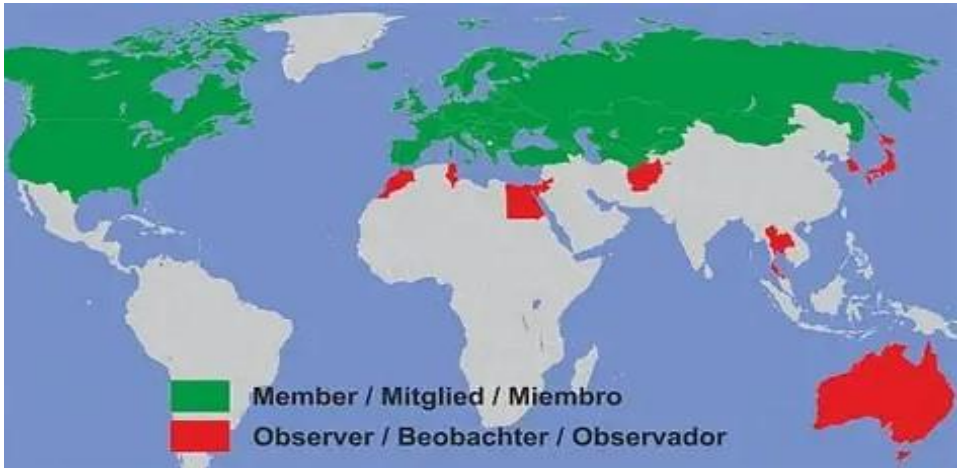 Member / Mitglied / Miembro
Observer / Beobachter / Observador